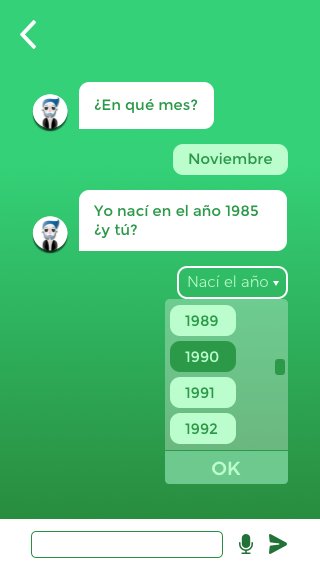 ¿En qué mes?
Noviembre
Yo nací en el año 1985
¿y tú?
Nací el año
1989
1990
1991
1992
OK